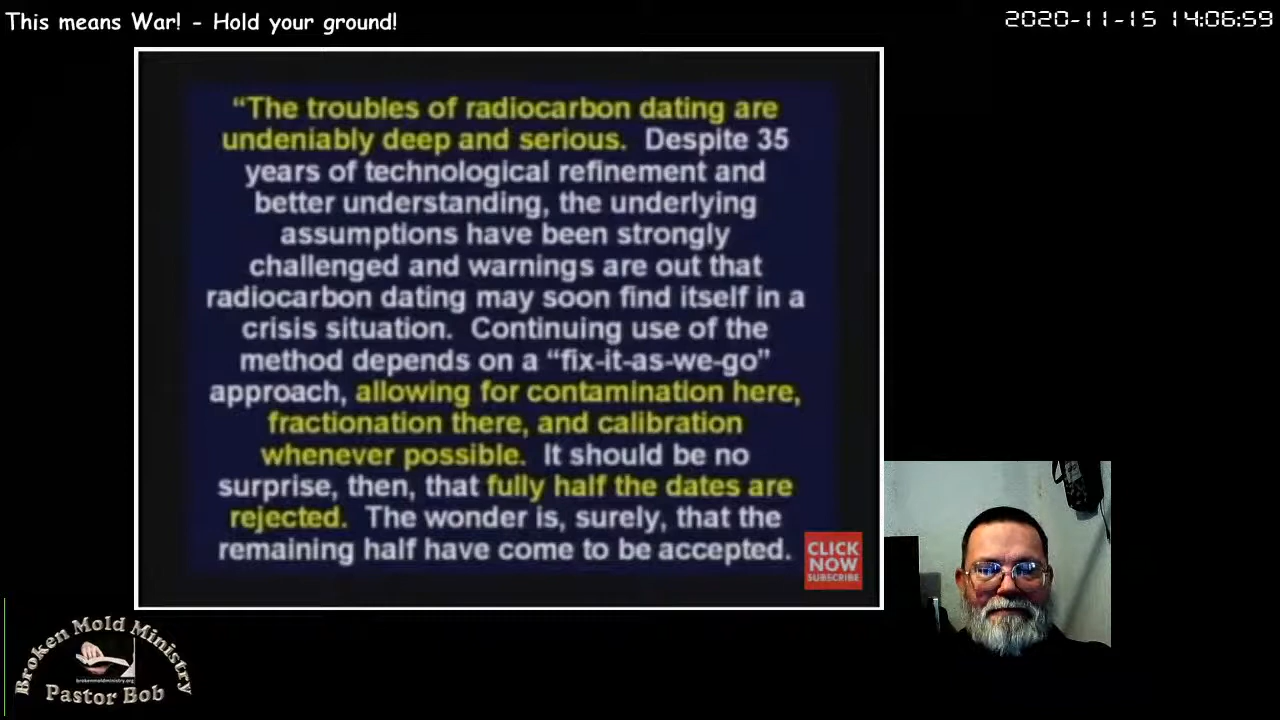 This means War! - Hold your ground!
2020-11-15 14:06:59
“The troubles of radiocarbon dating are
undeniably deep and serious. Despite 35
years of technological refinement and
better understanding, the underlying
assumptions have been strongly
challenged and warnings are out that
radiocarbon dating may soon find itself in a
crisis situation. Continuing use of the
method depends on a “fix-it-as-we-go”
approach, allowing for contamination here,
fractionation there, and calibration
whenever possible. It should be no
surprise, then, that fully half the dates are
rejected. The wonder is, surely, that the
remaining half have come to be accepted.
CLICK
NOW
SUBSCRIBE
Broken Mold Ministry
brokenmoldministry.org
Pastor Bob